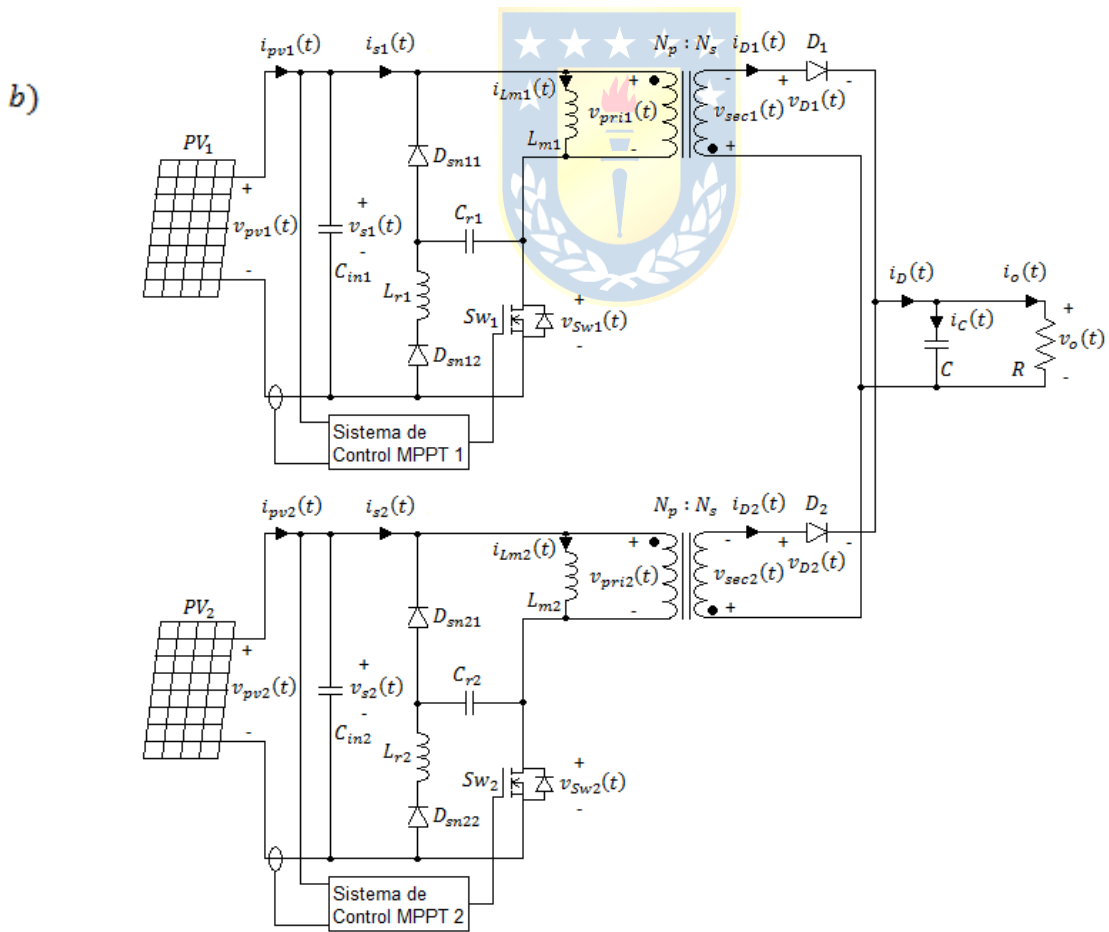 b)
i_pv1(t)
i_s1(t)
N_p : N_s
i_D1(t)
D_1
i_Lm1(t)
+
v_pri1(t)
-
L_m1
-
v_sec1(t)
+
+
v_D1(t)
-
PV_1
+
v_pv1(t)
-
+
v_s1(t)
-
C_in1
D_sn11
C_r1
L_r1
D_sn12
Sw_1
+
v_Sw1(t)
-
i_D(t)
i_o(t)
i_C(t)
C
R
+
v_o(t)
-
Sistema de
Control MPPT 1
i_pv2(t)
i_s2(t)
N_p : N_s
i_D2(t)
D_2
i_Lm2(t)
+
v_pri2(t)
-
L_m2
-
v_sec2(t)
+
+
v_D2(t)
-
PV_2
+
v_pv2(t)
-
+
v_s2(t)
-
C_in2
D_sn21
C_r2
L_r2
D_sn22
Sw_2
+
v_Sw2(t)
-
Sistema de
Control MPPT 2